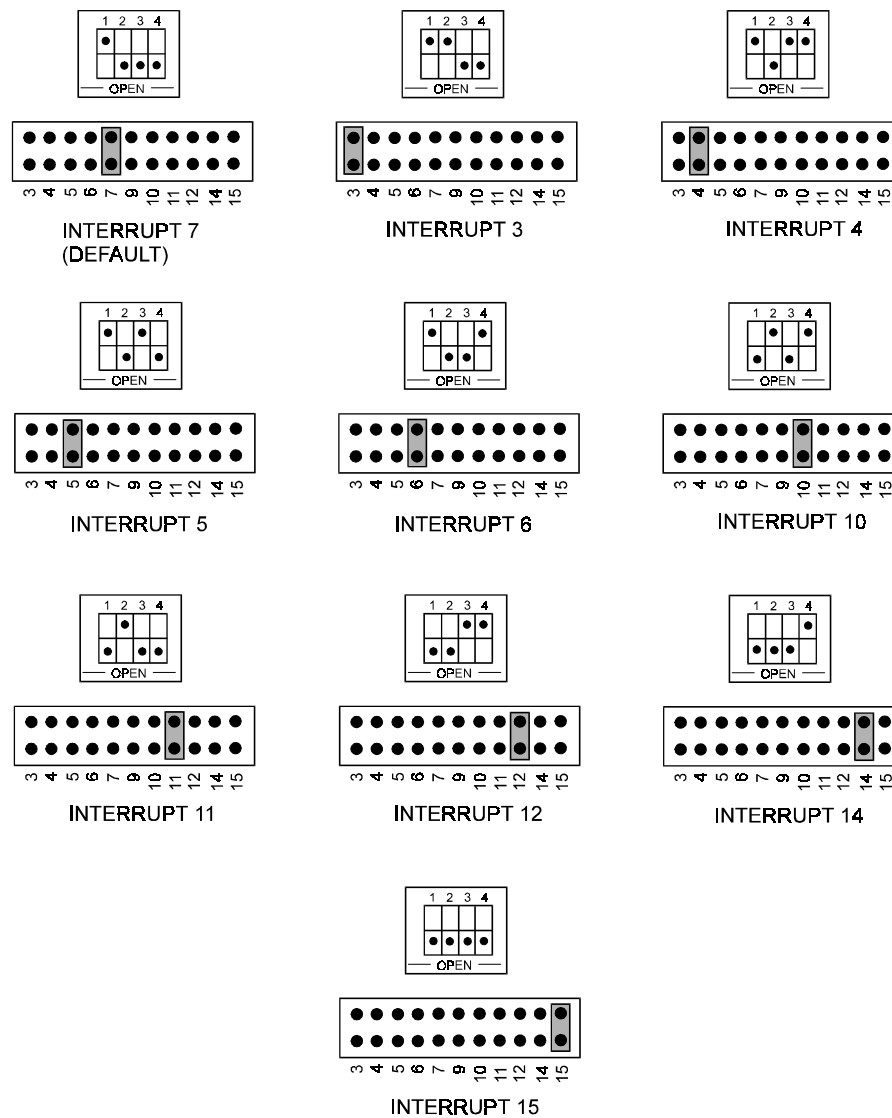 1 2 3 4
OPEN
3 4 5 6 7 9 10 11 12 14 15
INTERRUPT 7
(DEFAULT)
1 2 3 4
OPEN
3 4 5 6 7 9 10 11 12 14 15
INTERRUPT 3
1 2 3 4
OPEN
3 4 5 6 7 9 10 11 12 14 15
INTERRUPT 4
1 2 3 4
OPEN
3 4 5 6 7 9 10 11 12 14 15
INTERRUPT 5
1 2 3 4
OPEN
3 4 5 6 7 9 10 11 12 14 15
INTERRUPT 6
1 2 3 4
OPEN
3 4 5 6 7 9 10 11 12 14 15
INTERRUPT 10
1 2 3 4
OPEN
3 4 5 6 7 9 10 11 12 14 15
INTERRUPT 11
1 2 3 4
OPEN
3 4 5 6 7 9 10 11 12 14 15
INTERRUPT 12
1 2 3 4
OPEN
3 4 5 6 7 9 10 11 12 14 15
INTERRUPT 14
1 2 3 4
OPEN
3 4 5 6 7 9 10 11 12 14 15
INTERRUPT 15